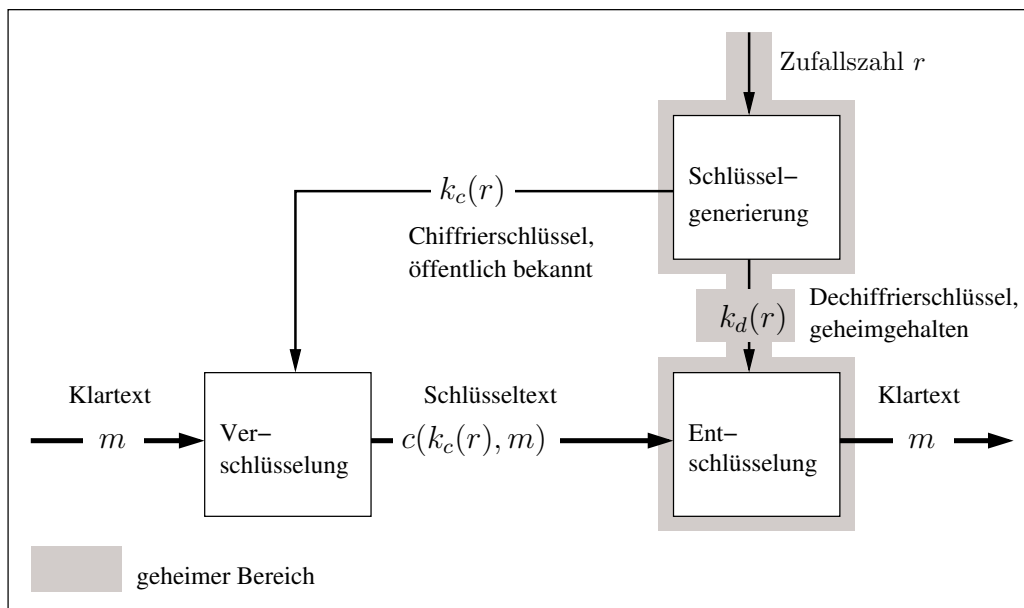 Zufallszahl r
Schlüssel–
generierung
k_c(r)
Chiffrierschlüssel,
öffentlich bekannt
k_d(r)
Dechiffrierschlüssel,
geheimgehalten
Klartext
m
Ver–
schlüsselung
Schlüsseltext
c(k_c(r), m)
Ent–
schlüsselung
Klartext
m
geheimer Bereich